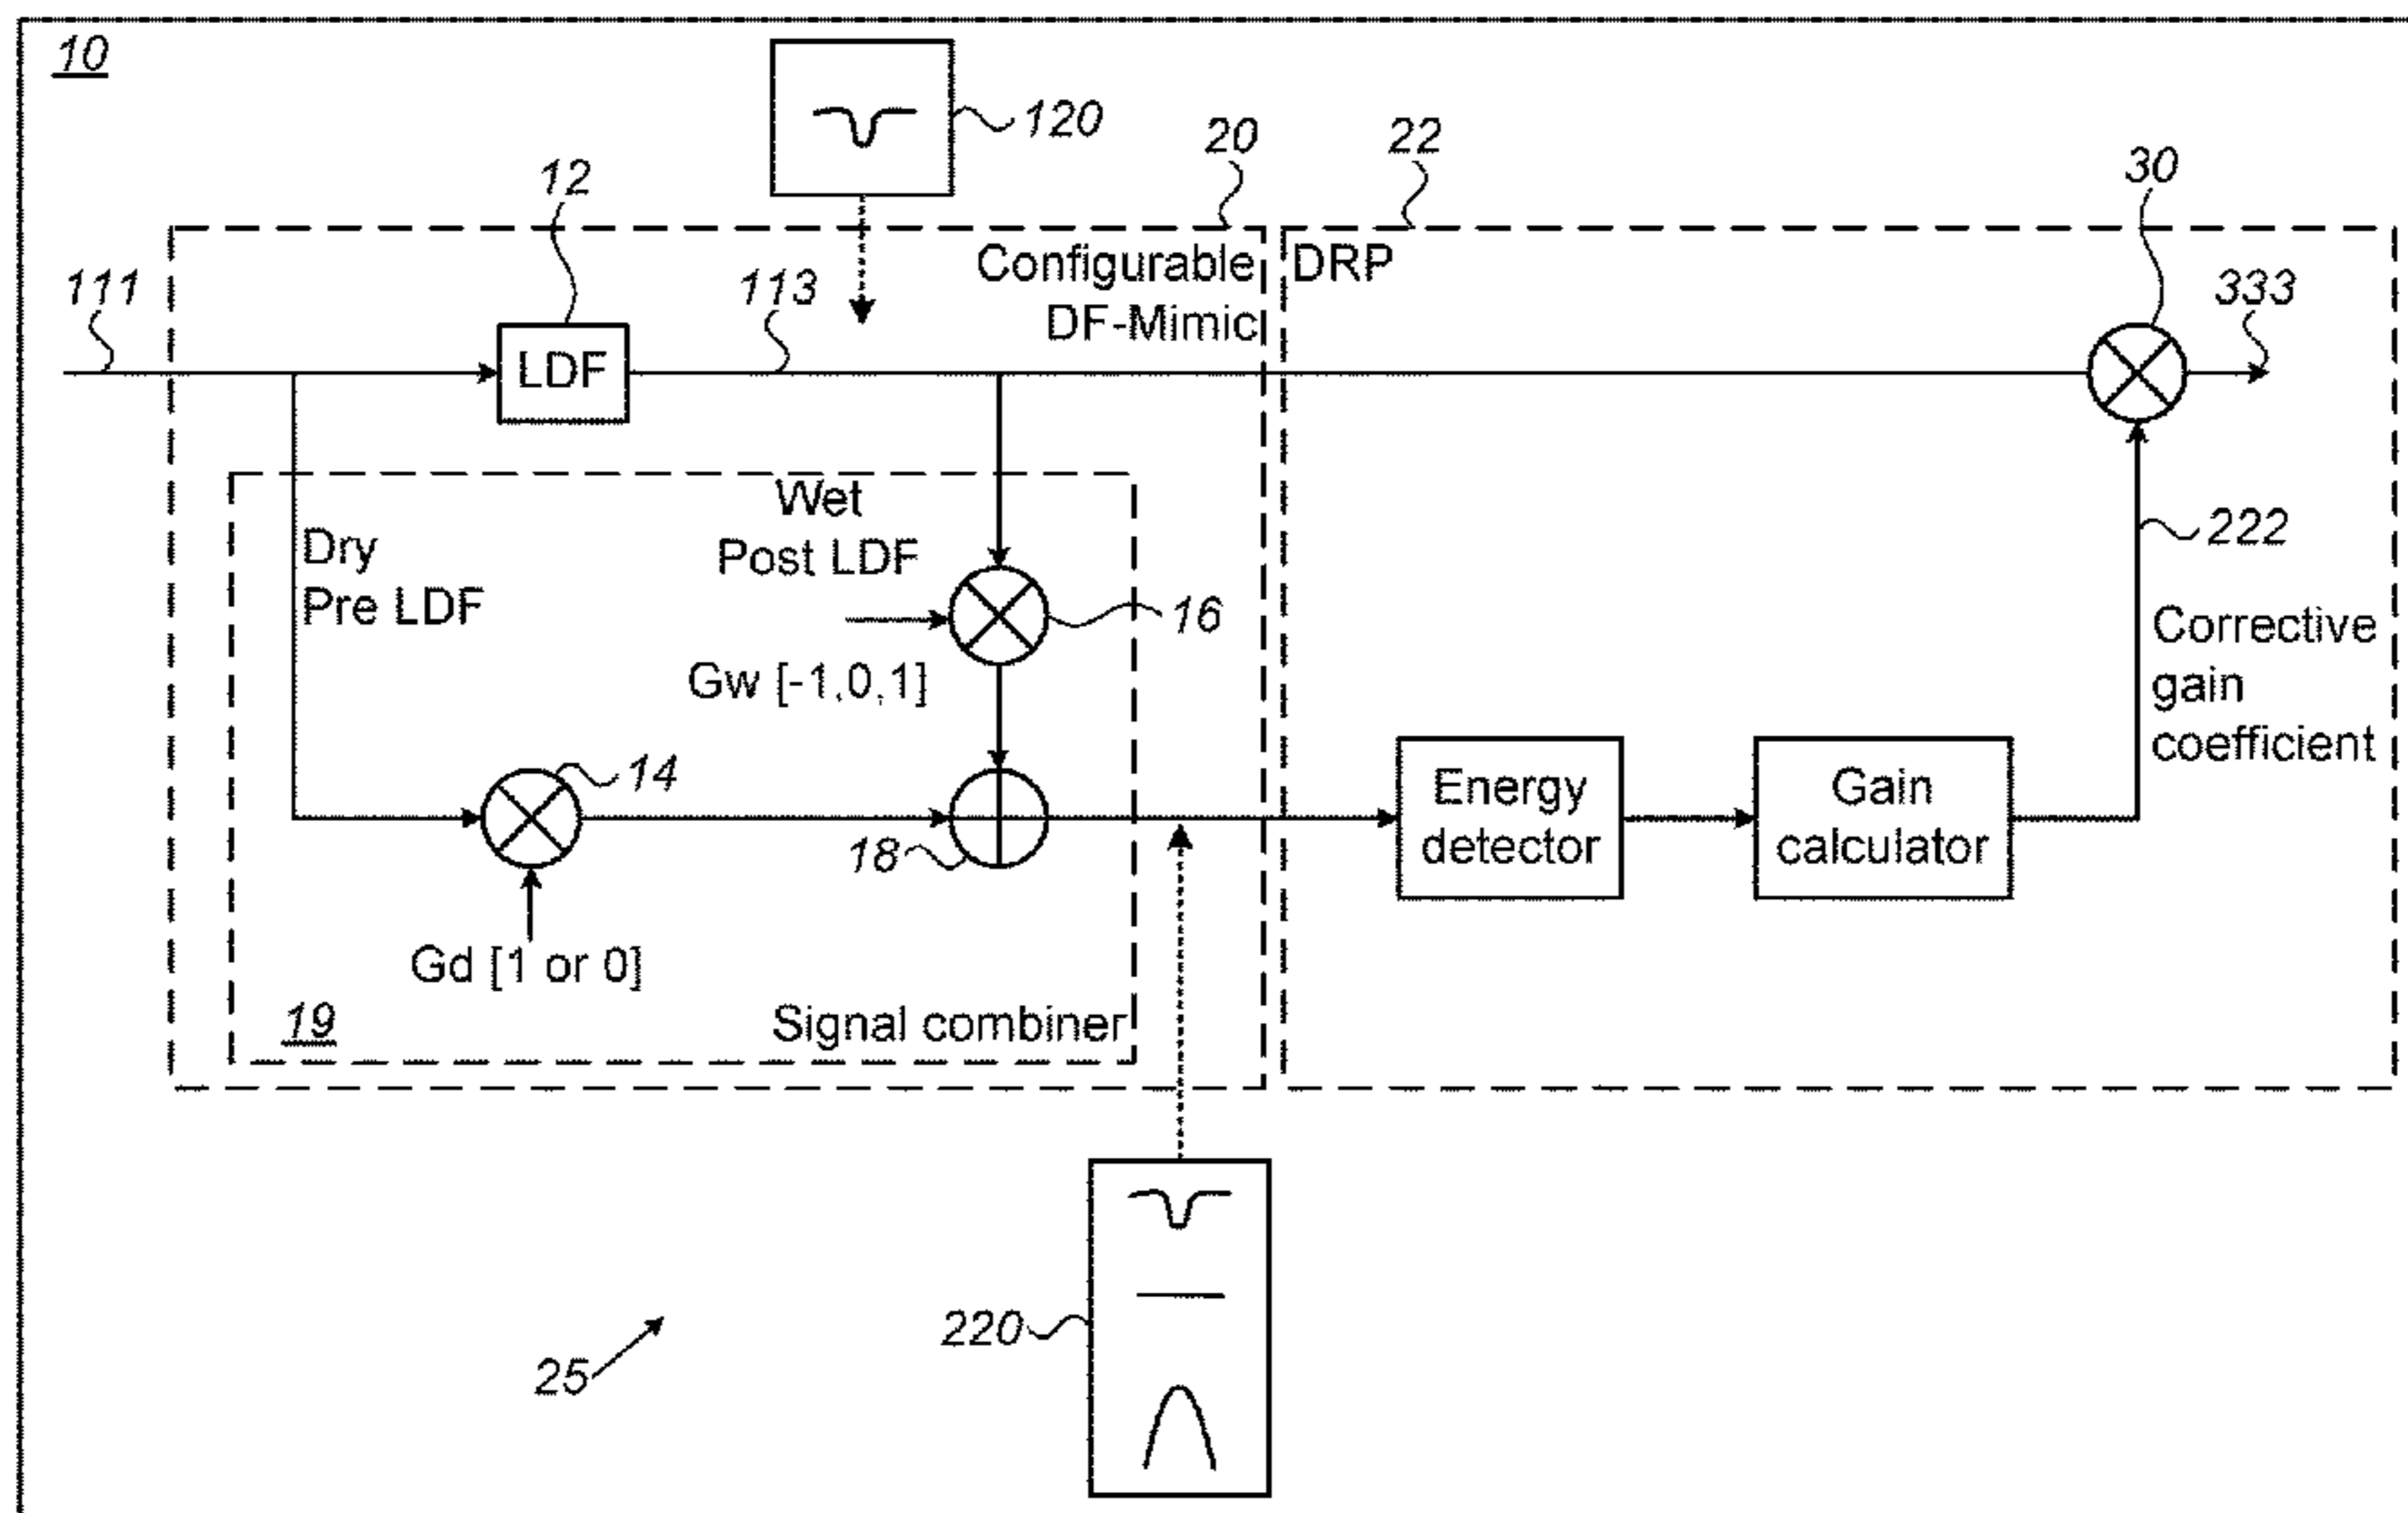 10
120
20
22
30
12
Configurable
DF-Mimic
DRP
111
113
333
LDF
Wet
Post LDF
Dry
Pre LDF
16
222
Gw [-1,0,1]
Corrective
gain
coefficient
14
18
Energy
detector
Gain
calculator
Gd [1 or 0]
19
Signal combiner
220
25